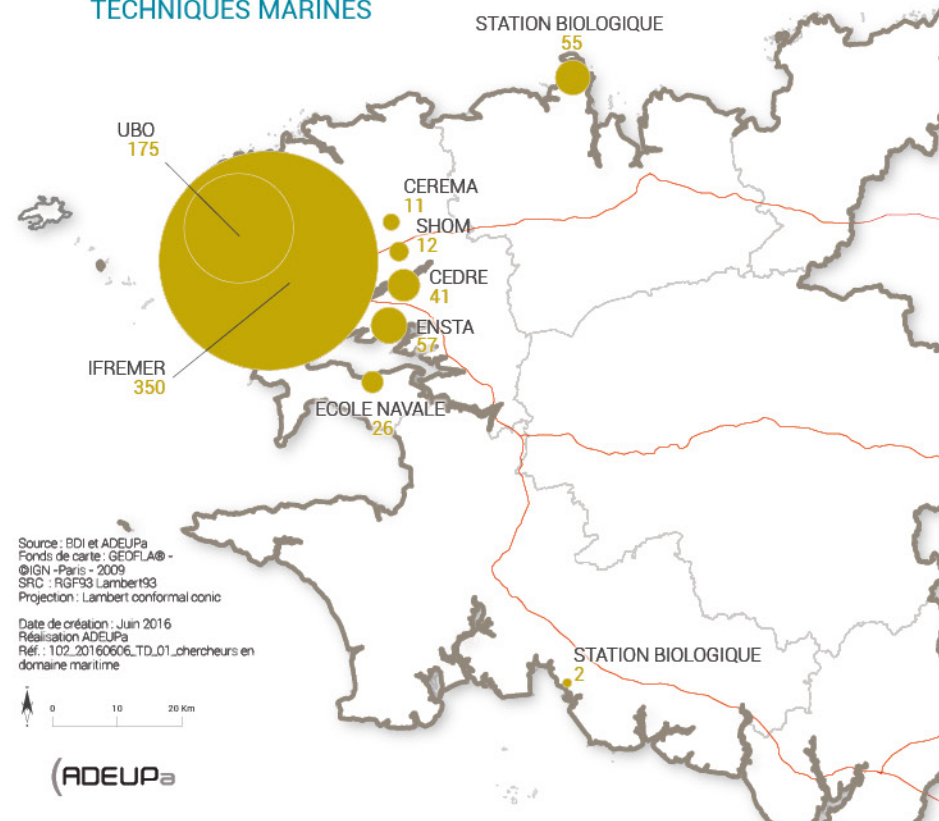 TECHNIQUES MARINES
STATION BIOLOGIQUE
55
UBO
175
CEREMA
11
SHOM
12
CEDRE
41
ENSTA
57
IFREMER
350
ECOLE NAVALE
26
Source : BDI et ADEUPa
Fonds de carte : GEOFLA® -
©IGN -Paris - 2009
SRC : RGF93 Lambert93
Projection : Lambert conformal conic
Date de création : Juin 2016
Réalisation ADEUPa
Réf. : 102_20160606_TD_01_chercheurs en
domaine maritime
STATION BIOLOGIQUE
2
0 10 20 Km
ADEUPa